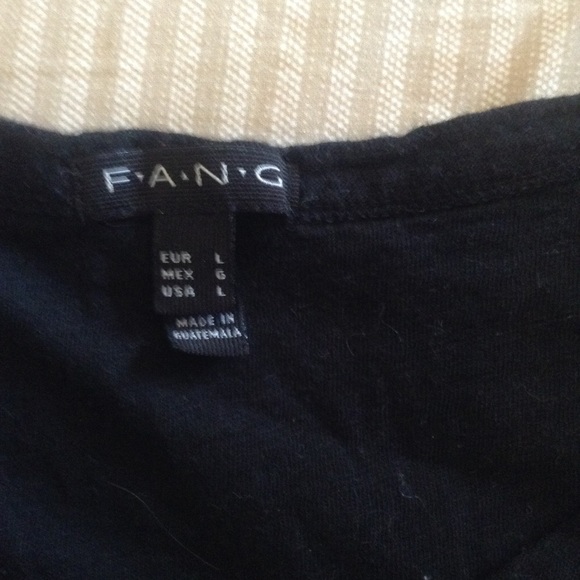 F·A·N·G
EUR L
MEX G
USA L
MADE IN
GUATEMALA